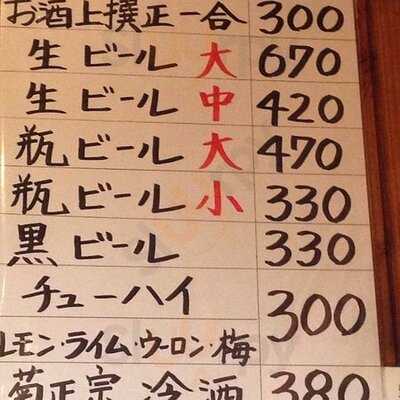 お酒上撰正一合 300
生ビール 大 670
生ビール 中 420
瓶ビール 大 470
瓶ビール 小 330
黒ビール 330
チューハイ 300
レモン・ライム・ウーロン・梅
菊正宗 冷酒 380